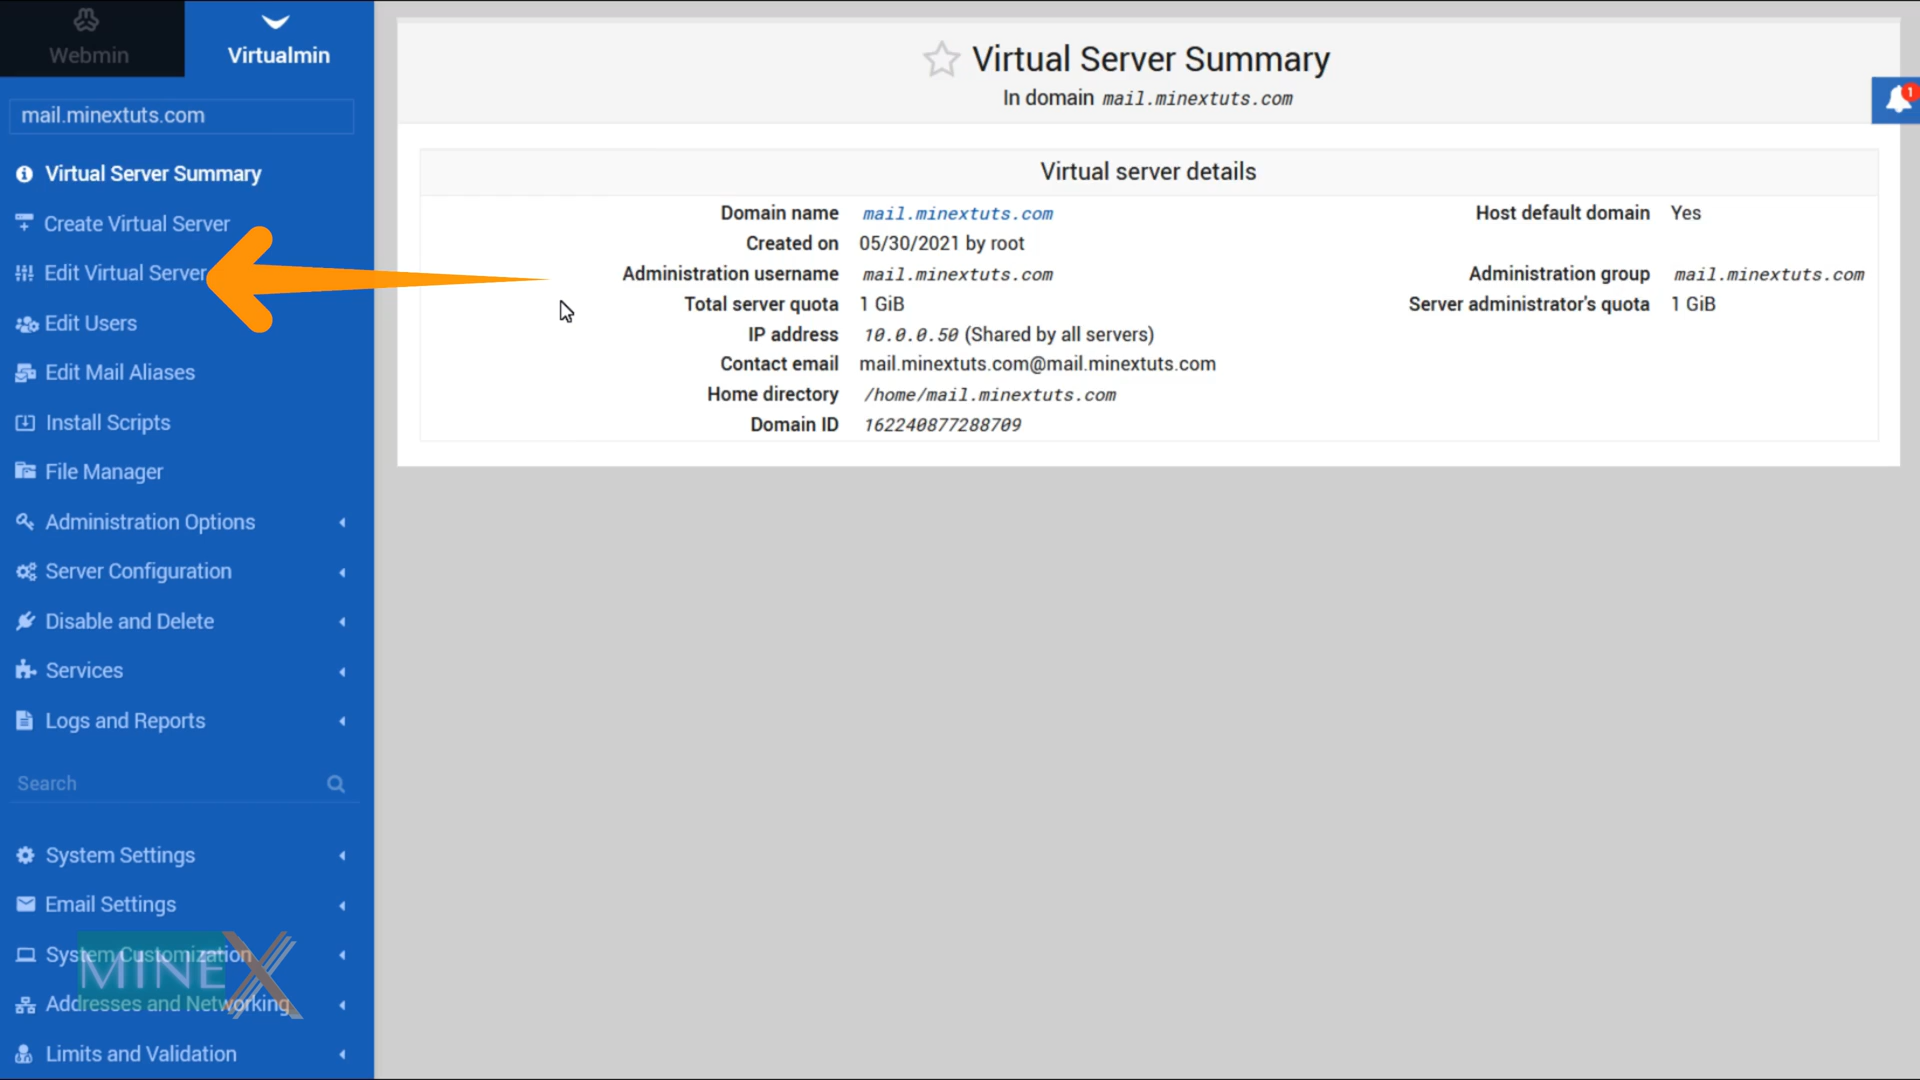 Webmin
Virtualmin
mail.minextuts.com
Virtual Server Summary
Create Virtual Server
Edit Virtual Server
Edit Users
Edit Mail Aliases
Install Scripts
File Manager
Administration Options
Server Configuration
Disable and Delete
Services
Logs and Reports
Search
System Settings
Email Settings
System Customization
MINEX
Addresses and Networking
Limits and Validation
Virtual Server Summary
In domain mail.minextuts.com
1
Virtual server details
Domain name mail.minextuts.com Host default domain Yes
Created on 05/30/2021 by root
Administration username mail.minextuts.com Administration group mail.minextuts.com
Total server quota 1 GiB Server administrator's quota 1 GiB
IP address 10.0.0.50 (Shared by all servers)
Contact email mail.minextuts.com@mail.minextuts.com
Home directory /home/mail.minextuts.com
Domain ID 162240877288709